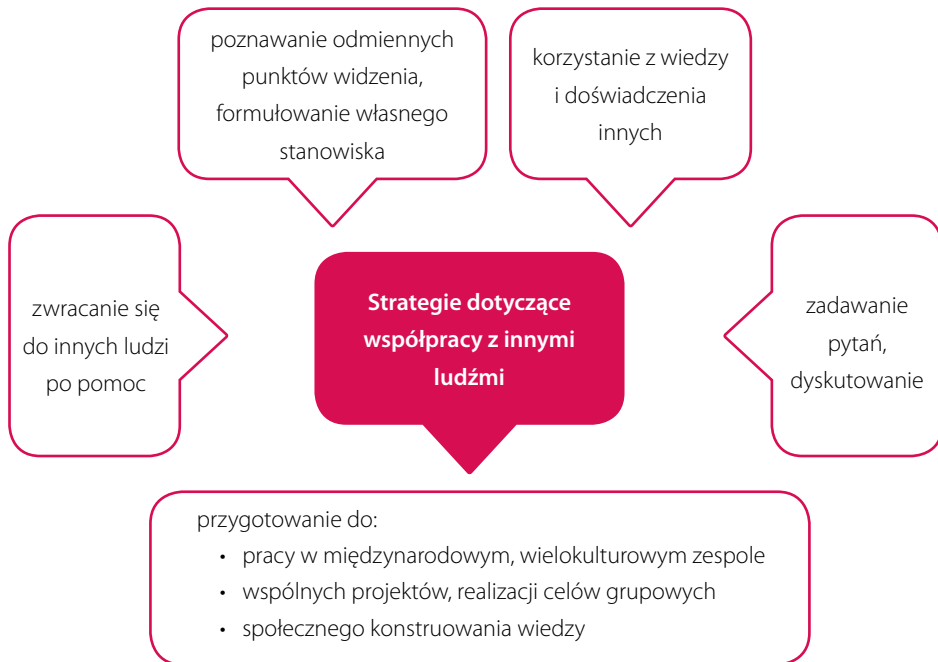 poznawanie odmiennych
punktów widzenia,
formułowanie własnego
stanowiska
korzystanie z wiedzy
i doświadczenia
innych
zwracanie się
do innych ludzi
po pomoc
Strategie dotyczące
współpracy z innymi
ludźmi
zadawanie
pytań,
dyskutowanie
przygotowanie do:
• pracy w międzynarodowym, wielokulturowym zespole
• wspólnych projektów, realizacji celów grupowych
• społecznego konstruowania wiedzy